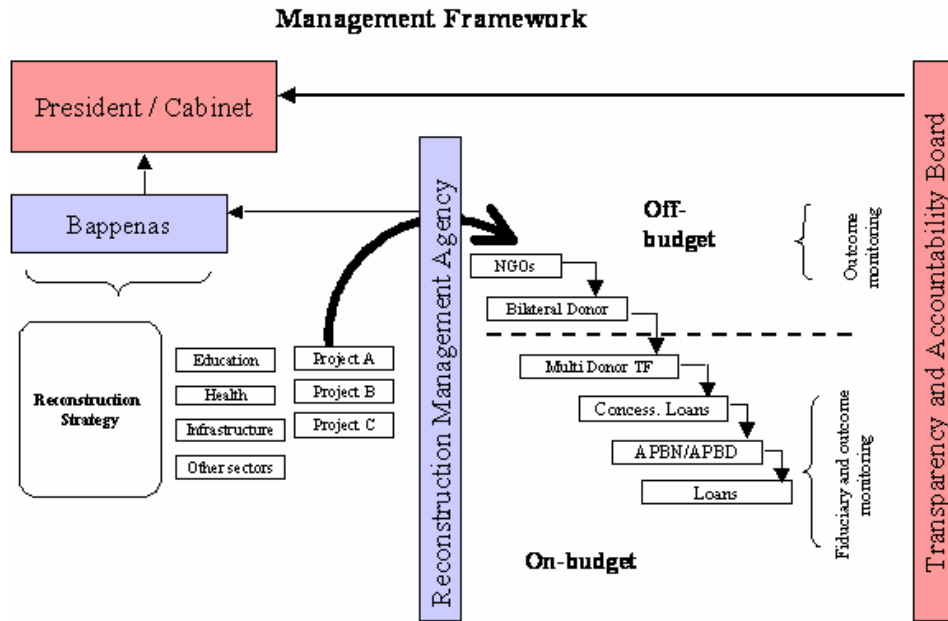 Management Framework
President / Cabinet
Bappenas
Reconstruction
Strategy
Education
Health
Infrastructure
Other sectors
Project A
Project B
Project C
Reconstruction Management Agency
Off-
budget
NGOs
Bilateral Donor
Multi Donor TF
Concess. Loans
APBN/APBD
Loans
On-budget
Outcome
monitoring
Fiduciary and outcome
monitoring
Transparency and Accountability Board